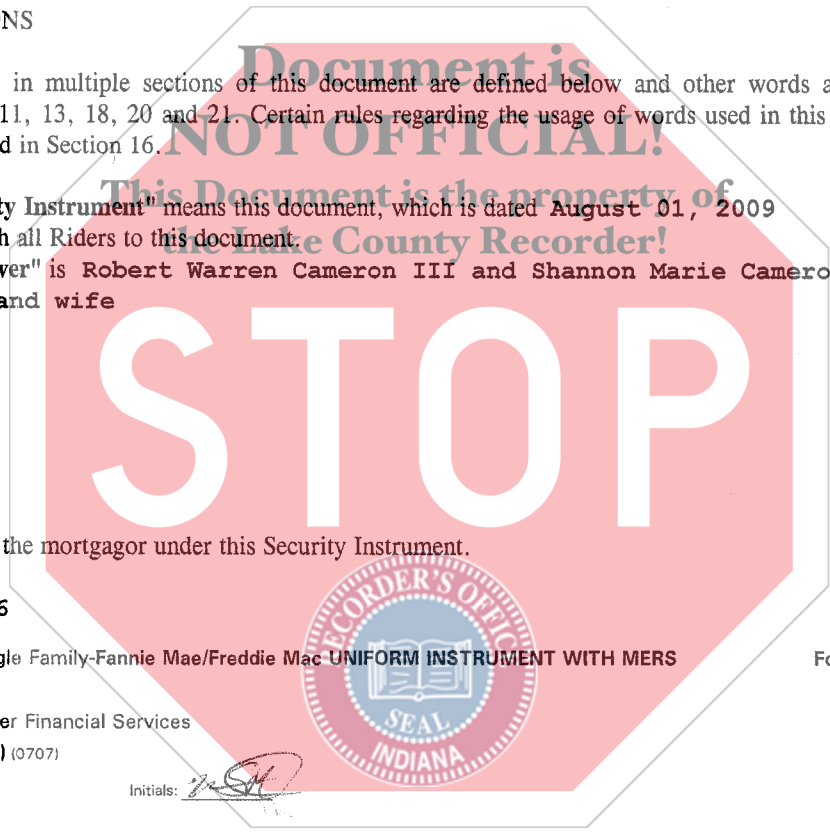 NS
Document is
in multiple sections of this document are defined below and other words a
11, 13, 18, 20 and 21. Certain rules regarding the usage of words used in this
NOT OFFICIAL!
d in Section 16.
This Document is the property of
ty Instrument" means this document, which is dated August 01, 2009
h all Riders to this document.
the Lake County Recorder!
ver" is Robert Warren Cameron III and Shannon Marie Camero
and wife
STOP
the mortgagor under this Security Instrument.
RECORDER'S OFFICE
6
gle Family-Fannie Mae/Freddie Mac UNIFORM INSTRUMENT WITH MERS Fo
er Financial Services
SEAL
) (0707)
INDIANA
Initials: